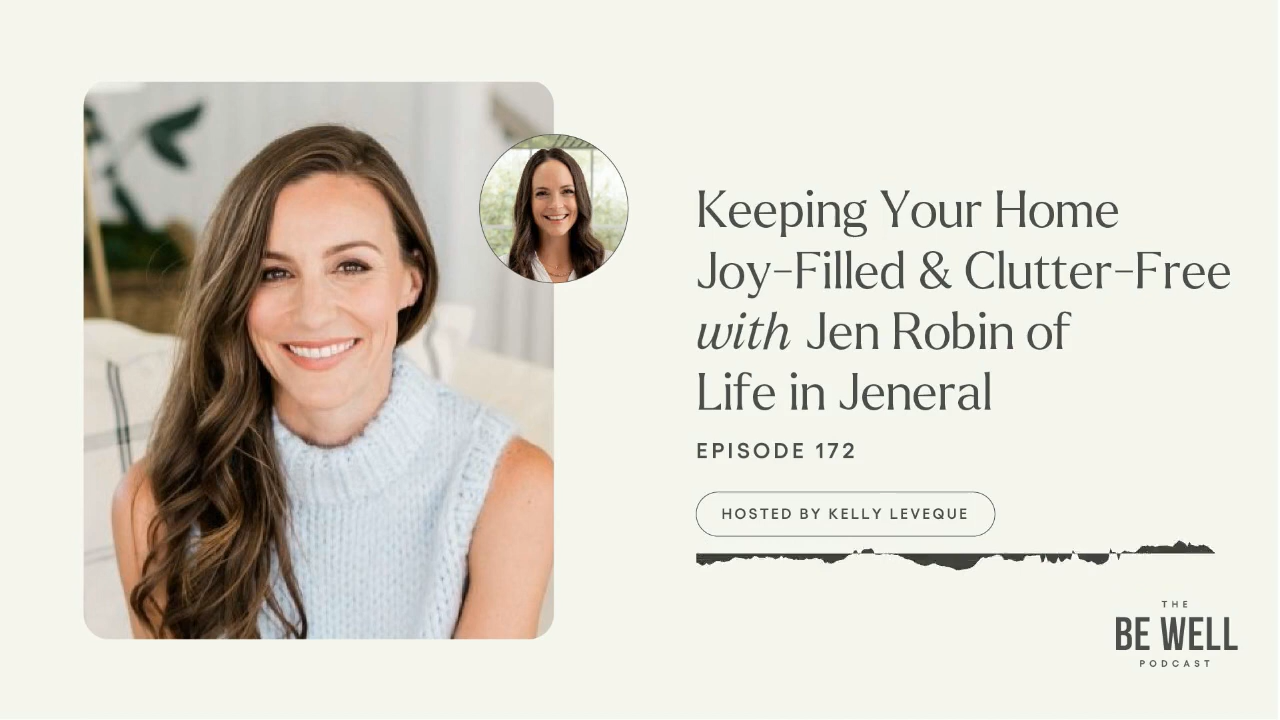 Keeping Your Home
Joy-Filled & Clutter-Free
with Jen Robin of
Life in Jeneral
EPISODE 172
HOSTED BY KELLY LEVEQUE
THE
BE WELL
PODCAST